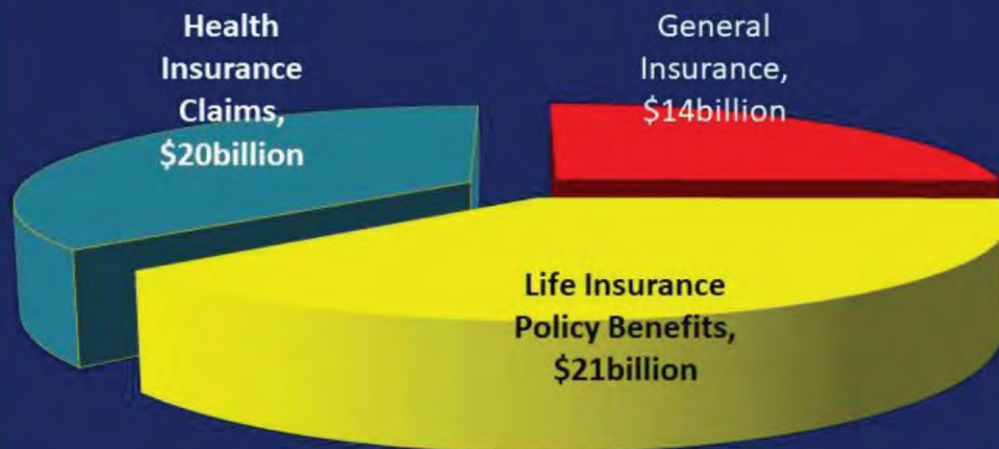 Health
Insurance
Claims,
$20billion
General
Insurance,
$14billion
Life Insurance
Policy Benefits,
$21billion